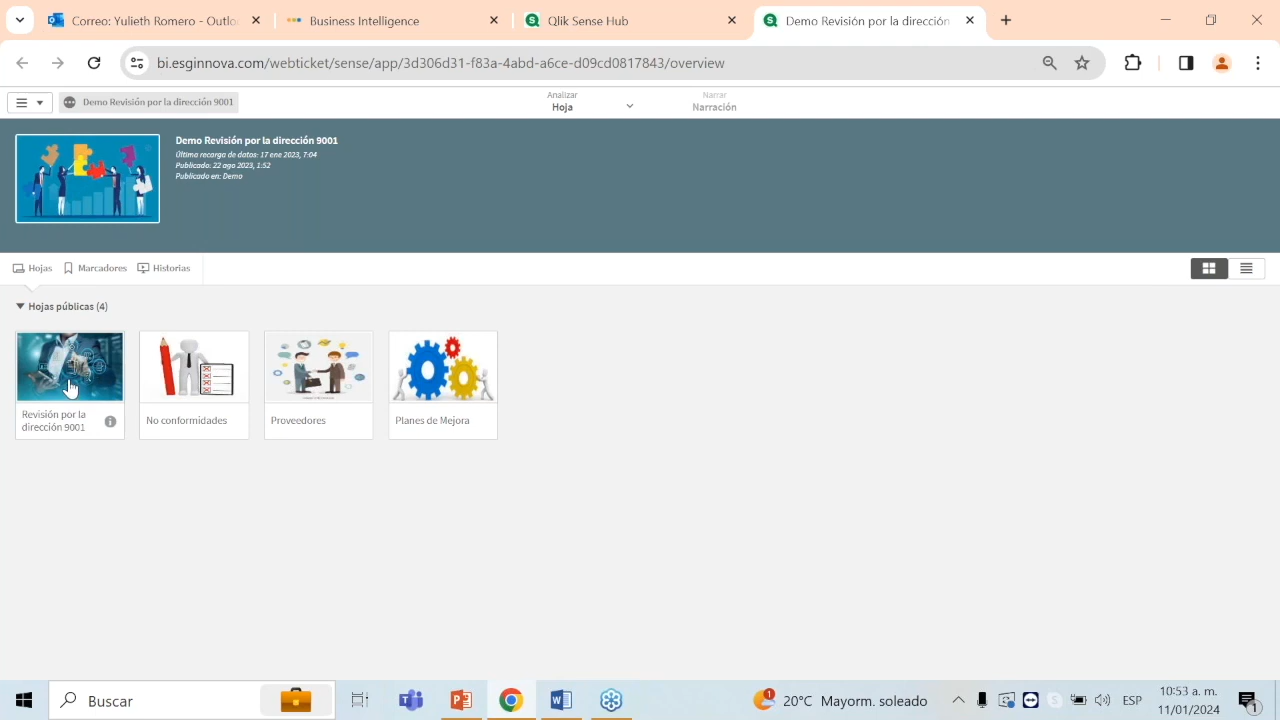 Correo: Yulieth Romero - Outlo
Business Intelligence
Qlik Sense Hub
Demo Revisión por la dirección
bi.esginnova.com/webticket/sense/app/3d306d31-f83a-4abd-a6ce-d09cd0817843/overview
Demo Revisión por la dirección 9001
Analizar
Hoja
Narrar
Narración
Demo Revisión por la dirección 9001
Última recarga de datos: 17 ene 2023, 7:04
Publicado: 22 ago 2023, 1:52
Publicado en: Demo
Hojas
Marcadores
Historias
Hojas públicas (4)
Revisión por la
dirección 9001
No conformidades
Proveedores
Planes de Mejora
Buscar
1
20°C Mayorm. soleado
ESP
10:53 a. m.
11/01/2024
1